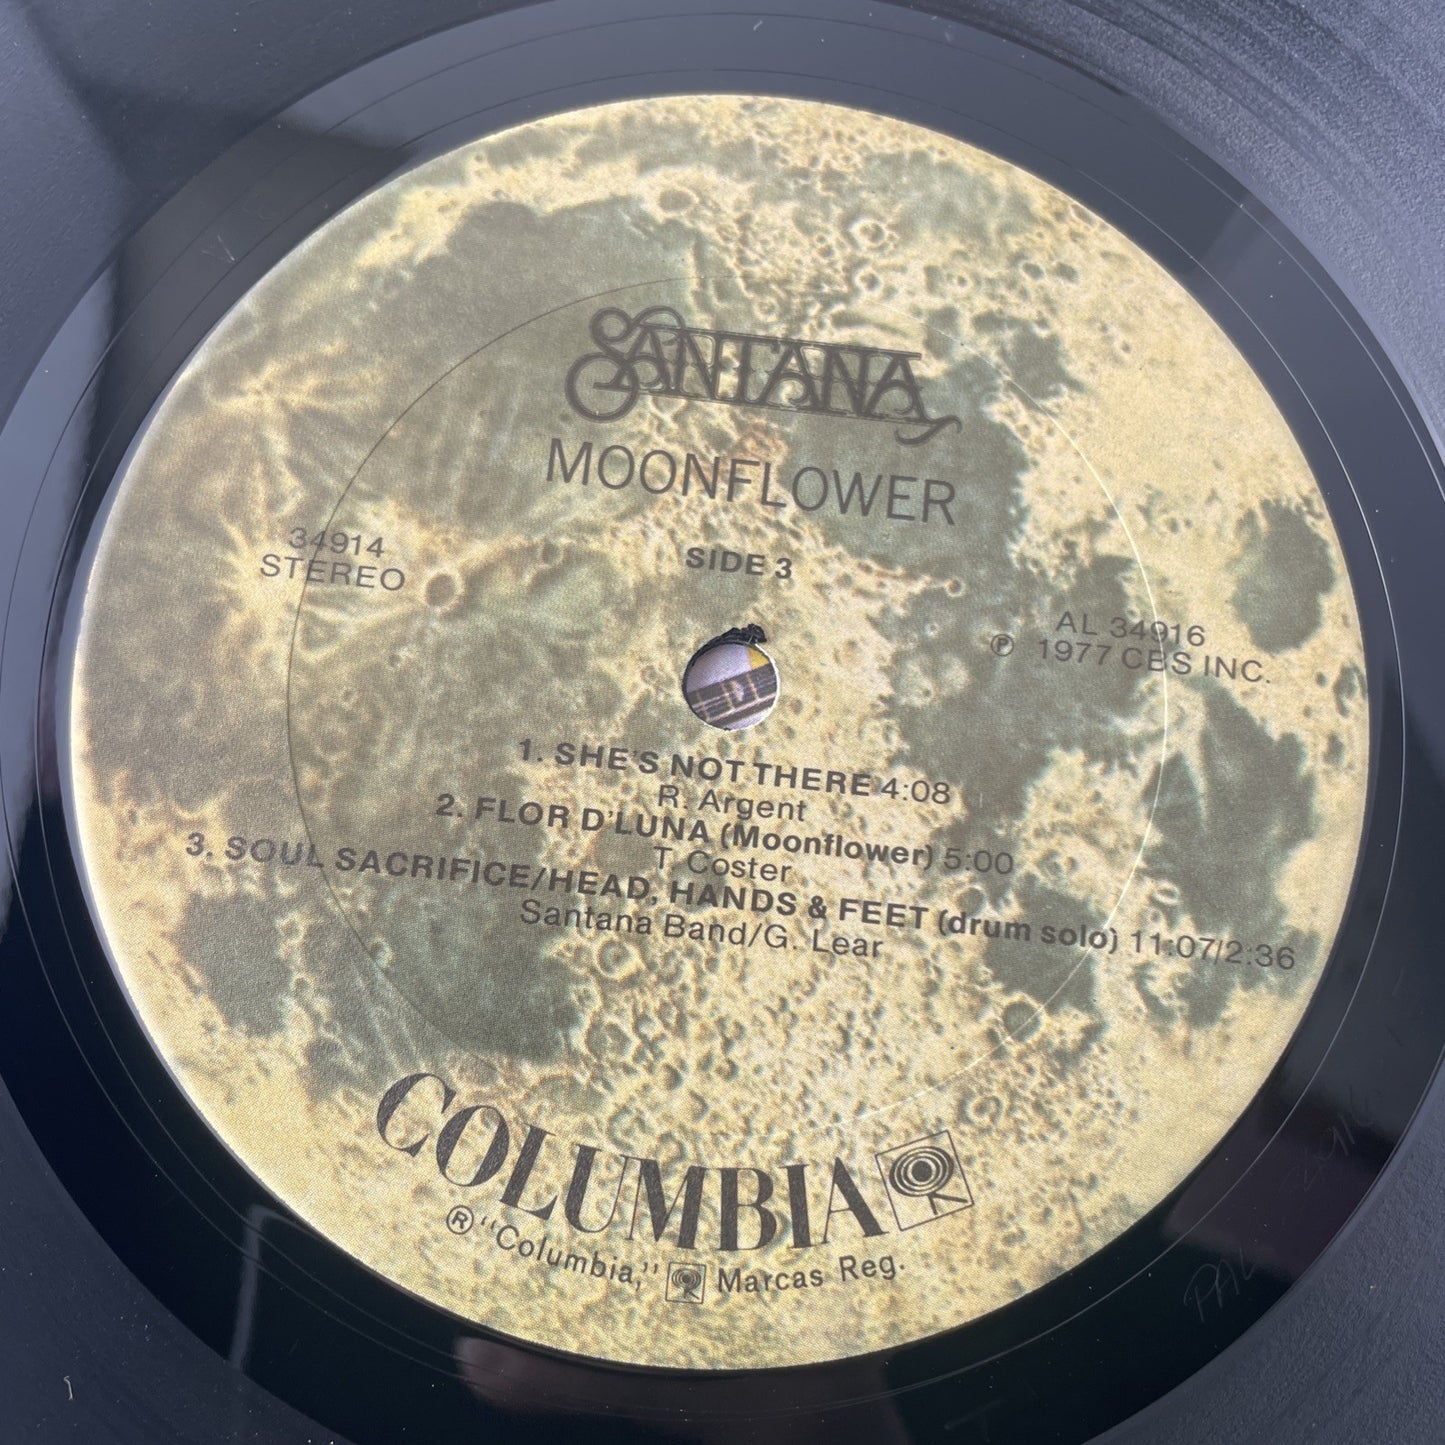 SANTANA
MOONFLOWER
SIDE 3
34914
STEREO
AL 34916
℗ 1977 CBS INC.
1. SHE'S NOT THERE 4:08
R. Argent
2. FLOR D'LUNA (Moonflower) 5:00
T. Coster
3. SOUL SACRIFICE/HEAD, HANDS & FEET (drum solo) 11:07/2:36
Santana Band/G. Lear
COLUMBIA
® "Columbia," Marcas Reg.